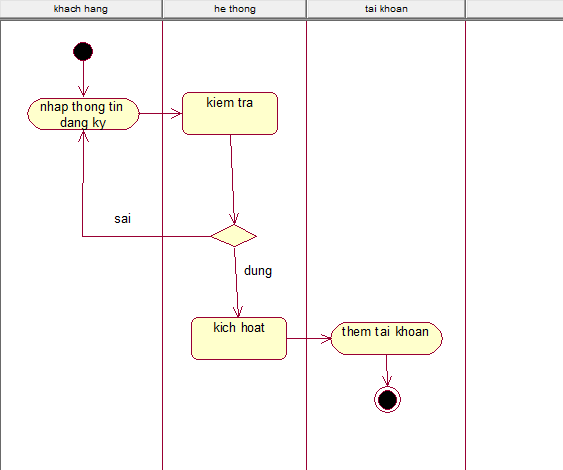 khach hang
he thong
tai khoan
nhap thong tin
dang ky
kiem tra
sai
dung
kich hoat
them tai khoan